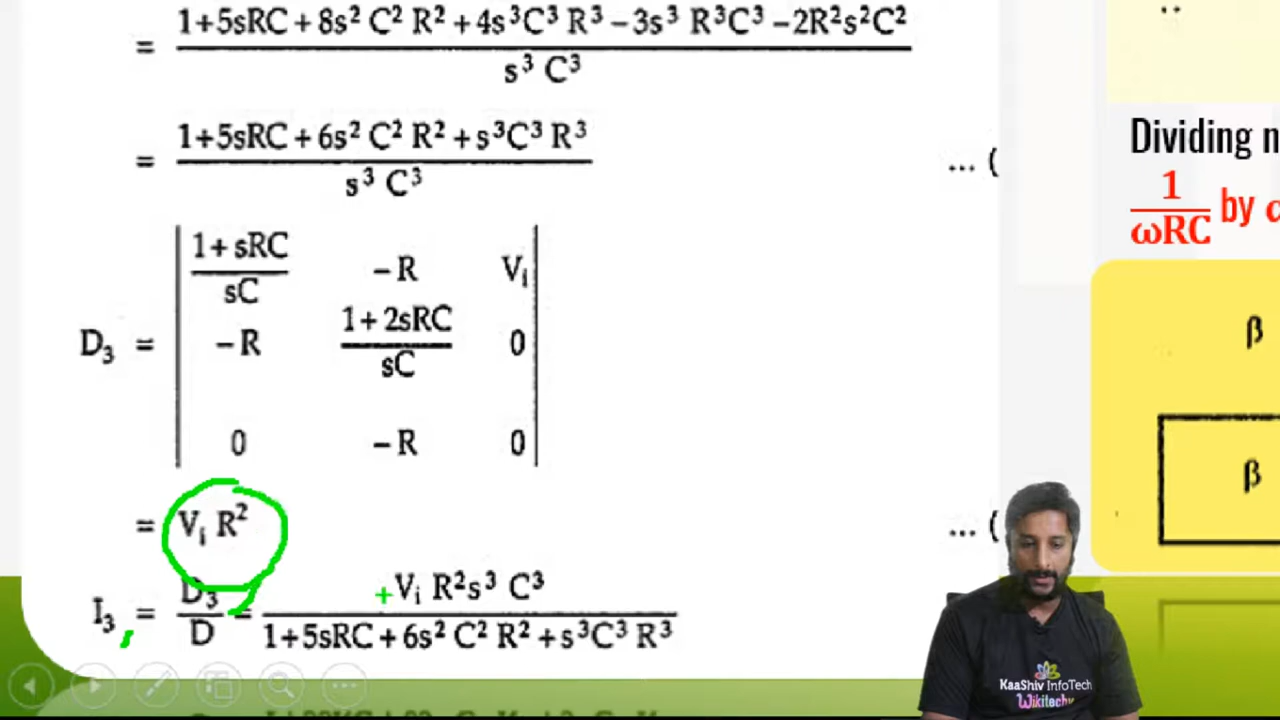 = 1+5sRC+8s² C² R²+4s³C³ R³−3s³ R³C³−2R²s²C² / s³ C³
= 1+5sRC+6s² C² R²+s³C³ R³ / s³ C³ ... (
D₃ = | 1+sRC / sC −R Vᵢ |
| −R 1+2sRC / sC 0 |
| 0 −R 0 |
= Vᵢ R² ... (
I₃ = D₃ / D = +Vᵢ R²s³ C³ / 1+5sRC+6s² C² R²+s³C³ R³
Dividing n
1 / ωRC by
β
β
KaaShiv InfoTech
Wikitechy